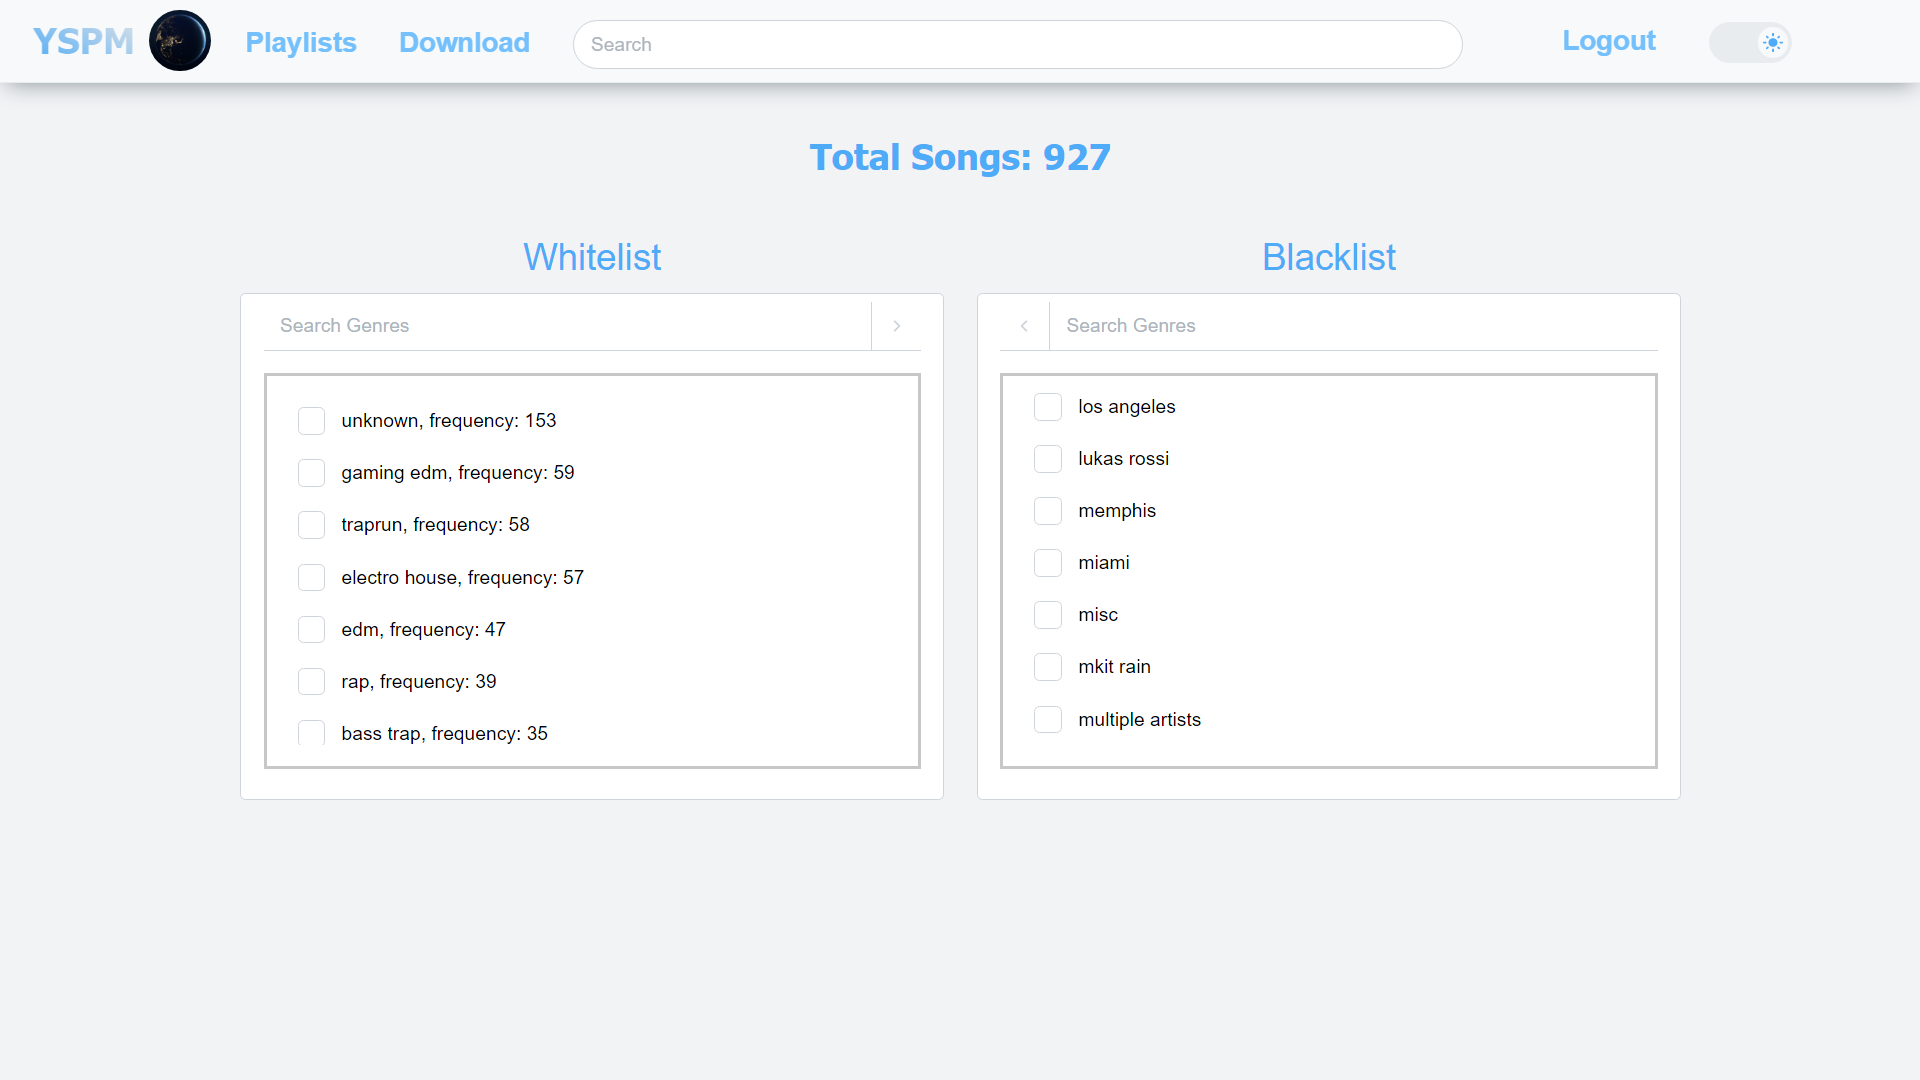 YSPM
Playlists
Download
Search
Logout
Total Songs: 927
Whitelist
Search Genres
unknown, frequency: 153
gaming edm, frequency: 59
traprun, frequency: 58
electro house, frequency: 57
edm, frequency: 47
rap, frequency: 39
bass trap, frequency: 35
Blacklist
Search Genres
los angeles
lukas rossi
memphis
miami
misc
mkit rain
multiple artists